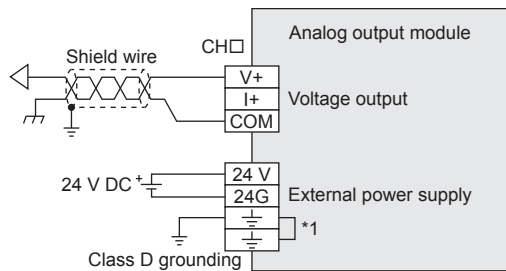 Analog output module
CH□
Shield wire
V+
I+
COM
Voltage output
24 V DC
+
24 V
24G
External power supply
*1
Class D grounding